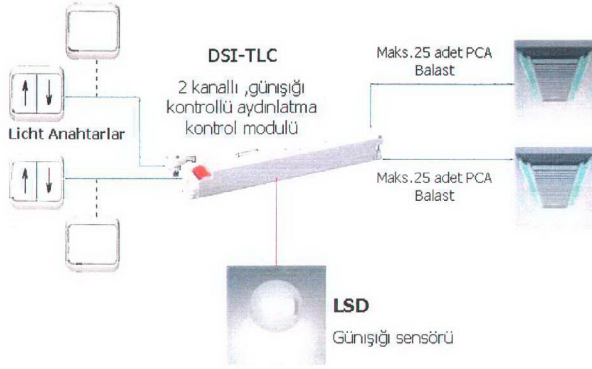 DSI-TLC
2 kanallı ,günışığı
kontrollü aydınlatma
kontrol modulü
Maks.25 adet PCA
Balast
Licht Anahtarlar
Maks.25 adet PCA
Balast
LSD
Günışığı sensörü